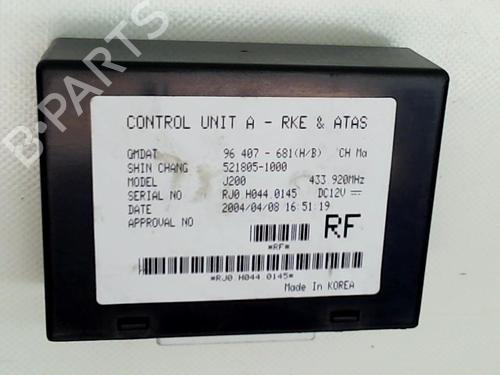 CONTROL UNIT A - RKE & ATAS
GMDAT 96 407 - 681(H/B) CH Ma
SHIN CHANG 521805-1000
MODEL J200 433 920MHz
SERIAL NO RJ0 H044 0145 DC12V
DATE 2004/04/08 16:51:19
APPROVAL NO
*RF*
RF
*RJ0 H044 0145*
Made In KOREA
B-PARTS